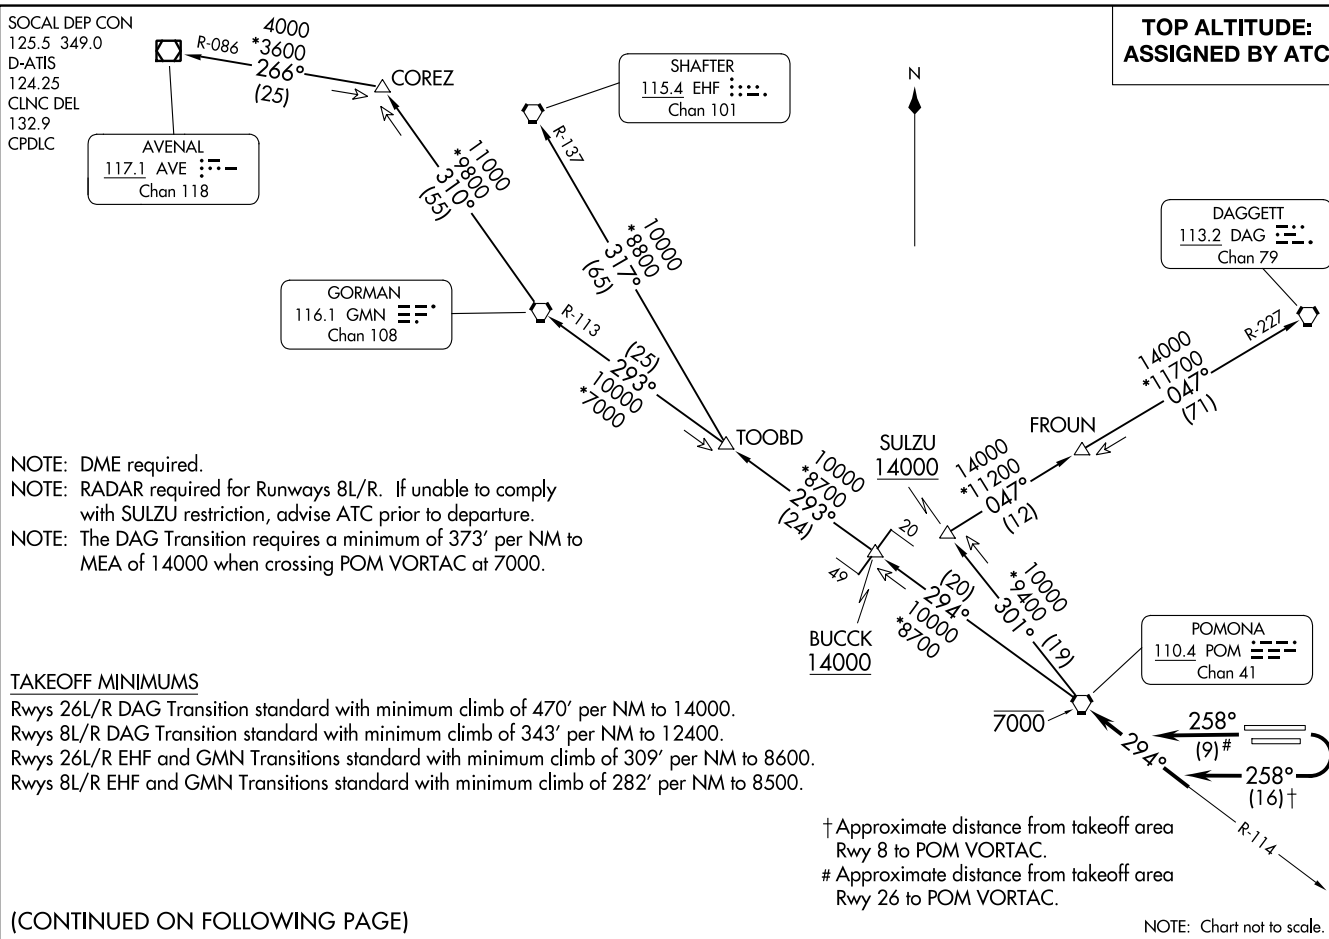 SOCAL DEP CON
125.5 349.0
D-ATIS
124.25
CLNC DEL
132.9
CPDLC
TOP ALTITUDE:
ASSIGNED BY ATC
R-086
4000
*3600
266°
(25)
COREZ
AVENAL
117.1 AVE
Chan 118
SHAFTER
115.4 EHF
Chan 101
N
R-137
11000
*9800
310°
(55)
10000
*8800
317°
(65)
DAGGETT
113.2 DAG
Chan 79
GORMAN
116.1 GMN
Chan 108
R-113
(25)
293°
10000
*7000
R-227
14000
*11700
047°
(71)
TOOBD
SULZU
14000
FROUN
14000
*11200
047°
(12)
10000
*8700
293°
(24)
20
49
NOTE: DME required.
NOTE: RADAR required for Runways 8L/R. If unable to comply
with SULZU restriction, advise ATC prior to departure.
NOTE: The DAG Transition requires a minimum of 373' per NM to
MEA of 14000 when crossing POM VORTAC at 7000.
BUCCK
14000
(20)
294°
10000
*8700
10000
*9400
301°
(19)
POMONA
110.4 POM
Chan 41
7000
294°
258°
(9)#
258°
(16)†
R-114
TAKEOFF MINIMUMS
Rwys 26L/R DAG Transition standard with minimum climb of 470' per NM to 14000.
Rwys 8L/R DAG Transition standard with minimum climb of 343' per NM to 12400.
Rwys 26L/R EHF and GMN Transitions standard with minimum climb of 309' per NM to 8600.
Rwys 8L/R EHF and GMN Transitions standard with minimum climb of 282' per NM to 8500.
†Approximate distance from takeoff area
Rwy 8 to POM VORTAC.
# Approximate distance from takeoff area
Rwy 26 to POM VORTAC.
(CONTINUED ON FOLLOWING PAGE)
NOTE: Chart not to scale.